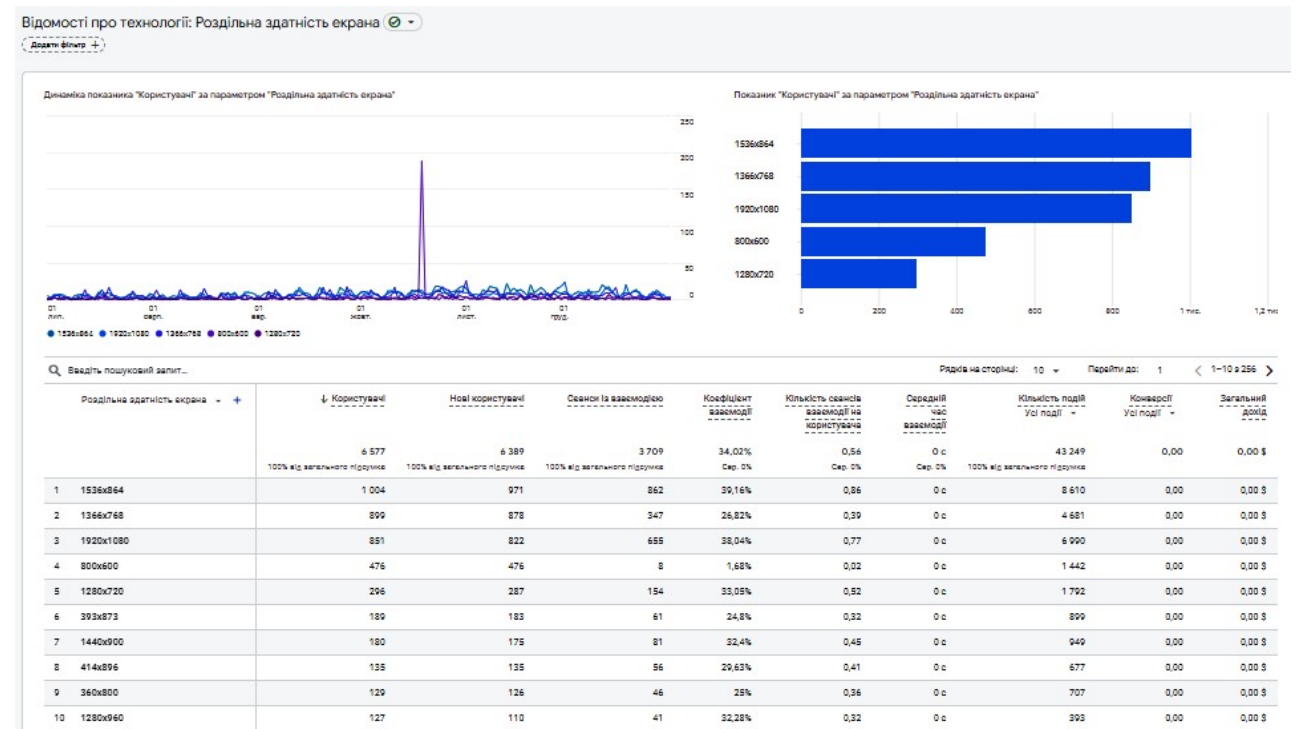 Відомості про технології: Роздільна здатність екрана
Додати фільтр +
Динаміка показника "Користувачі" за параметром "Роздільна здатність екрана"
250
200
150
100
50
0
01 лип.
01 серп.
01 вер.
01 жовт.
01 лист.
01 груд.
1536x864 1920x1080 1366x768 800x600 1280x720
Показник "Користувачі" за параметром "Роздільна здатність екрана"
1536x864
1366x768
1920x1080
800x600
1280x720
0 200 400 600 800 1 тис. 1,2 тис
Введіть пошуковий запит… Рядків на сторінці: 10 Перейти до: 1 < 1–10 з 256 >
Роздільна здатність екрана + ↓ Користувачі Нові користувачі Сеанси із взаємодією Коефіцієнт взаємодії Кількість сеансів взаємодії на користувача Середній час взаємодії Кількість подій Усі події Конверсії Усі події Загальний дохід
6 577 6 389 3 709 34,02% 0,56 0 с 43 249 0,00 0,00 $
100% від загального підсумку 100% від загального підсумку 100% від загального підсумку Сер. 0% Сер. 0% Сер. 0% 100% від загального підсумку
1 1536x864 1 004 971 862 39,16% 0,86 0 с 8 610 0,00 0,00 $
2 1366x768 899 878 347 26,82% 0,39 0 с 4 681 0,00 0,00 $
3 1920x1080 851 822 655 38,04% 0,77 0 с 6 990 0,00 0,00 $
4 800x600 476 476 8 1,68% 0,02 0 с 1 442 0,00 0,00 $
5 1280x720 296 287 154 33,05% 0,52 0 с 1 792 0,00 0,00 $
6 393x873 189 183 61 24,8% 0,32 0 с 899 0,00 0,00 $
7 1440x900 180 175 81 32,4% 0,45 0 с 949 0,00 0,00 $
8 414x896 135 135 56 29,63% 0,41 0 с 677 0,00 0,00 $
9 360x800 129 126 46 25% 0,36 0 с 707 0,00 0,00 $
10 1280x960 127 110 41 32,28% 0,32 0 с 393 0,00 0,00 $